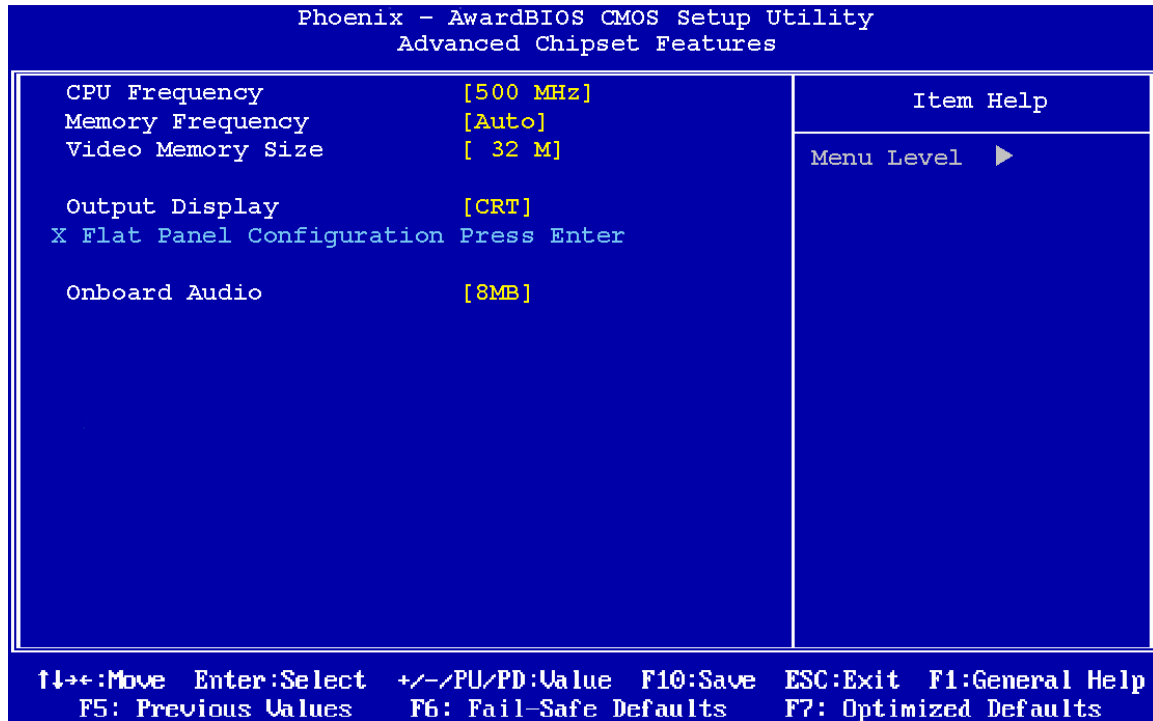 Phoenix – AwardBIOS CMOS Setup Utility
Advanced Chipset Features
CPU Frequency [500 MHz]
Memory Frequency [Auto]
Video Memory Size [ 32 M]
Output Display [CRT]
X Flat Panel Configuration Press Enter
Onboard Audio [8MB]
Item Help
Menu Level ▶
↑↓→←:Move Enter:Select +/-/PU/PD:Value F10:Save ESC:Exit F1:General Help
F5: Previous Values F6: Fail-Safe Defaults F7: Optimized Defaults